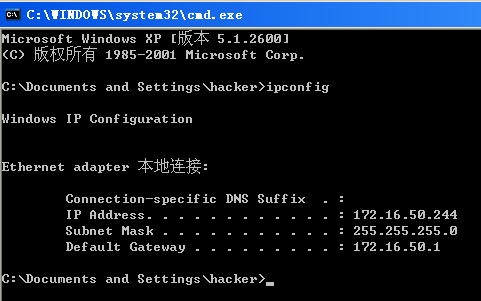 C:\WINDOWS\system32\cmd.exe
Microsoft Windows XP [版本 5.1.2600]
(C) 版权所有 1985-2001 Microsoft Corp.
C:\Documents and Settings\hacker>ipconfig
Windows IP Configuration
Ethernet adapter 本地连接:
Connection-specific DNS Suffix  . :
IP Address. . . . . . . . . . . . : 172.16.50.244
Subnet Mask . . . . . . . . . . . : 255.255.255.0
Default Gateway . . . . . . . . . : 172.16.50.1
C:\Documents and Settings\hacker>_